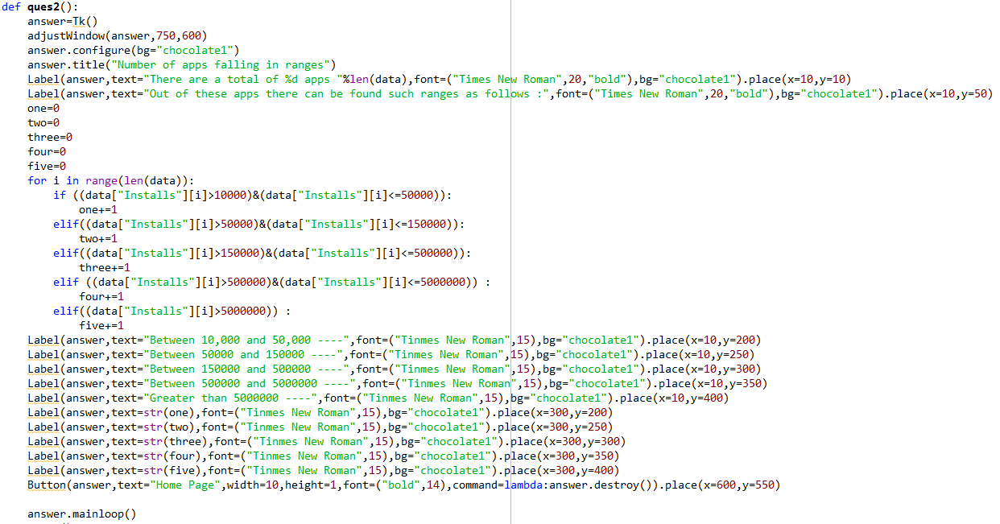 def ques2():
    answer=Tk()
    adjustWindow(answer,750,600)
    answer.configure(bg="chocolate1")
    answer.title("Number of apps falling in ranges")
    Label(answer,text="There are a total of %d apps "%len(data),font=("Times New Roman",20,"bold"),bg="chocolate1").place(x=10,y=10)
    Label(answer,text="Out of these apps there can be found such ranges as follows :",font=("Times New Roman",20,"bold"),bg="chocolate1").place(x=10,y=50)
    one=0
    two=0
    three=0
    four=0
    five=0
    for i in range(len(data)):
        if ((data["Installs"][i]>10000)&(data["Installs"][i]<=50000)):
            one+=1
        elif((data["Installs"][i]>50000)&(data["Installs"][i]<=150000)):
            two+=1
        elif((data["Installs"][i]>150000)&(data["Installs"][i]<=500000)):
            three+=1
        elif ((data["Installs"][i]>500000)&(data["Installs"][i]<=5000000)) :
            four+=1
        elif((data["Installs"][i]>5000000)) :
            five+=1
    Label(answer,text="Between 10,000 and 50,000 ----",font=("Tinmes New Roman",15),bg="chocolate1").place(x=10,y=200)
    Label(answer,text="Between 50000 and 150000 ----",font=("Tinmes New Roman",15),bg="chocolate1").place(x=10,y=250)
    Label(answer,text="Between 150000 and 500000 ----",font=("Tinmes New Roman",15),bg="chocolate1").place(x=10,y=300)
    Label(answer,text="Between 500000 and 5000000 ----",font=("Tinmes New Roman",15),bg="chocolate1").place(x=10,y=350)
    Label(answer,text="Greater than 5000000 ----",font=("Tinmes New Roman",15),bg="chocolate1").place(x=10,y=400)
    Label(answer,text=str(one),font=("Tinmes New Roman",15),bg="chocolate1").place(x=300,y=200)
    Label(answer,text=str(two),font=("Tinmes New Roman",15),bg="chocolate1").place(x=300,y=250)
    Label(answer,text=str(three),font=("Tinmes New Roman",15),bg="chocolate1").place(x=300,y=300)
    Label(answer,text=str(four),font=("Tinmes New Roman",15),bg="chocolate1").place(x=300,y=350)
    Label(answer,text=str(five),font=("Tinmes New Roman",15),bg="chocolate1").place(x=300,y=400)
    Button(answer,text="Home Page",width=10,height=1,font=("bold",14),command=lambda:answer.destroy()).place(x=600,y=550)
    answer.mainloop()